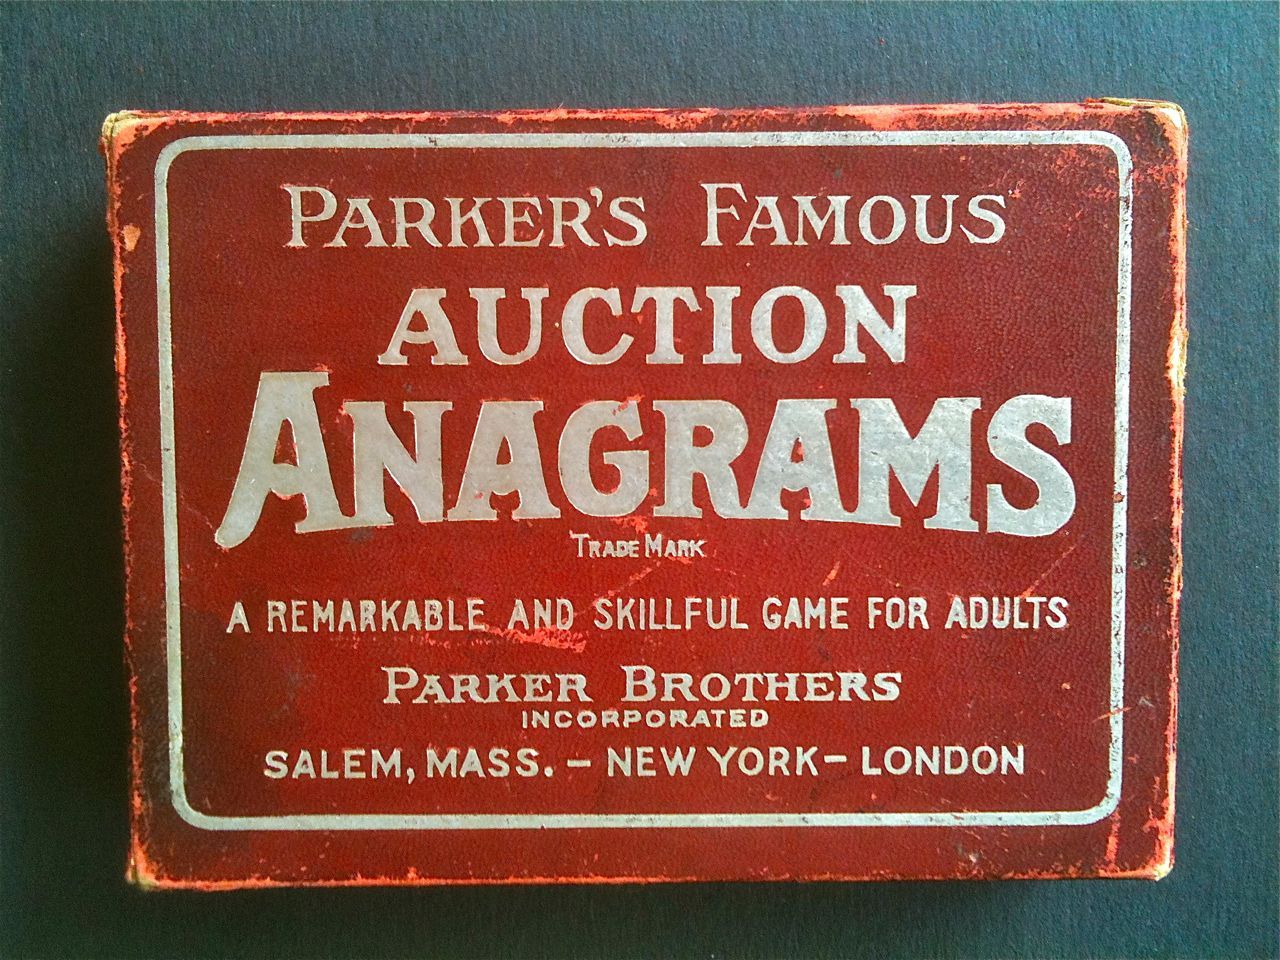 PARKER'S FAMOUS
AUCTION
ANAGRAMS
TRADE MARK
A REMARKABLE AND SKILLFUL GAME FOR ADULTS
PARKER BROTHERS
INCORPORATED
SALEM, MASS. – NEW YORK – LONDON